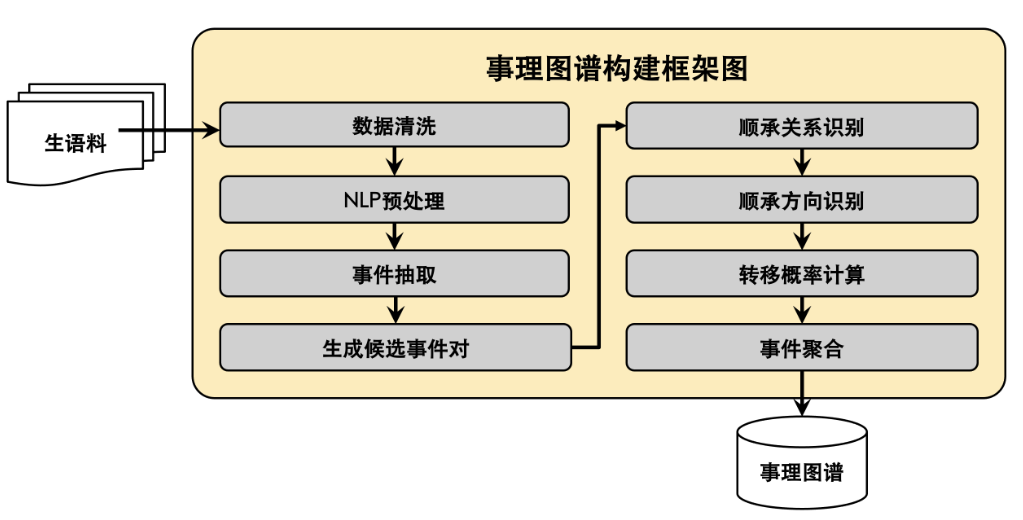 事理图谱构建框架图
生语料
数据清洗
NLP预处理
事件抽取
生成候选事件对
顺承关系识别
顺承方向识别
转移概率计算
事件聚合
事理图谱